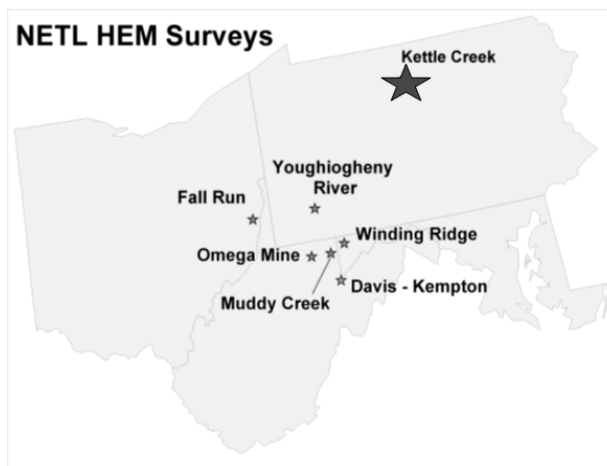 NETL HEM Surveys
Kettle Creek
Youghiogheny
River
Fall Run
Winding Ridge
Omega Mine
Davis - Kempton
Muddy Creek